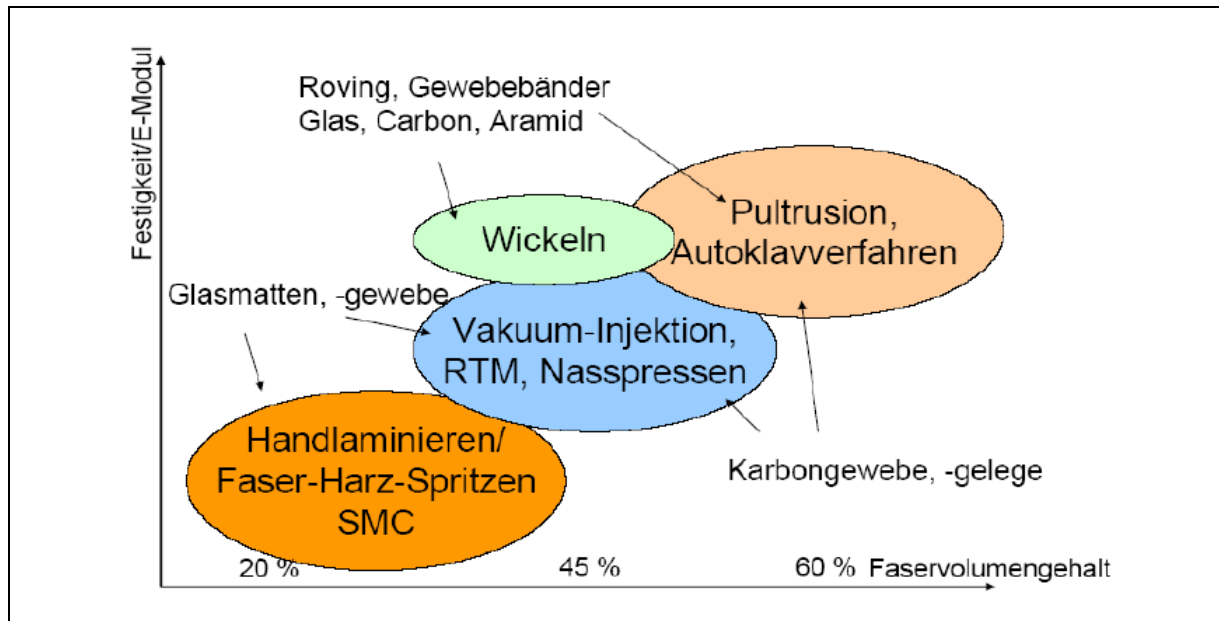 Festigkeit/E-Modul
Roving, Gewebebänder
Glas, Carbon, Aramid
Pultrusion,
Autoklavverfahren
Wickeln
Glasmatten, -gewebe
Vakuum-Injektion,
RTM, Nasspressen
Handlaminieren/
Faser-Harz-Spritzen
SMC
Karbongewebe, -gelege
20 % 45 % 60 % Faservolumengehalt